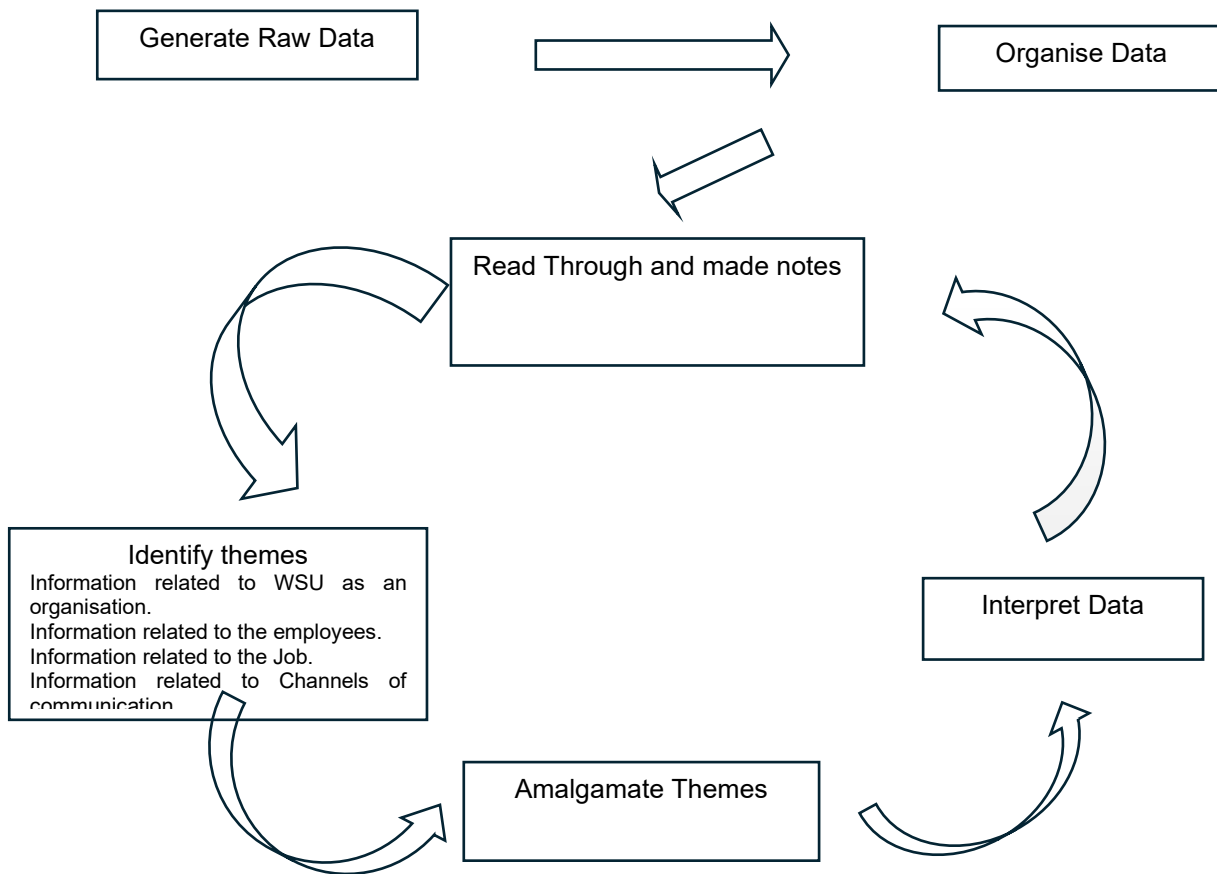 Generate Raw Data
Organise Data
Read Through and made notes
Identify themes
Information related to WSU as an
organisation.
Information related to the employees.
Information related to the Job.
Information related to Channels of
communication
Interpret Data
Amalgamate Themes